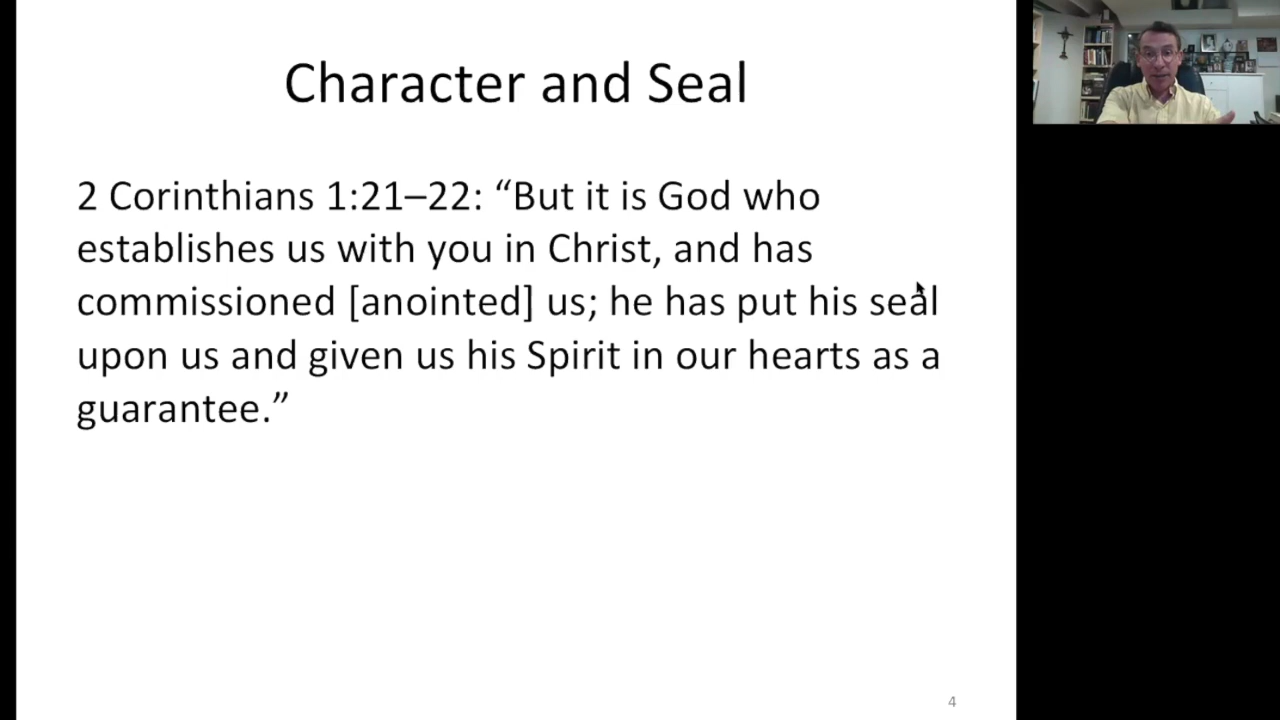 Character and Seal
2 Corinthians 1:21–22: “But it is God who
establishes us with you in Christ, and has
commissioned [anointed] us; he has put his seal
upon us and given us his Spirit in our hearts as a
guarantee.”
4